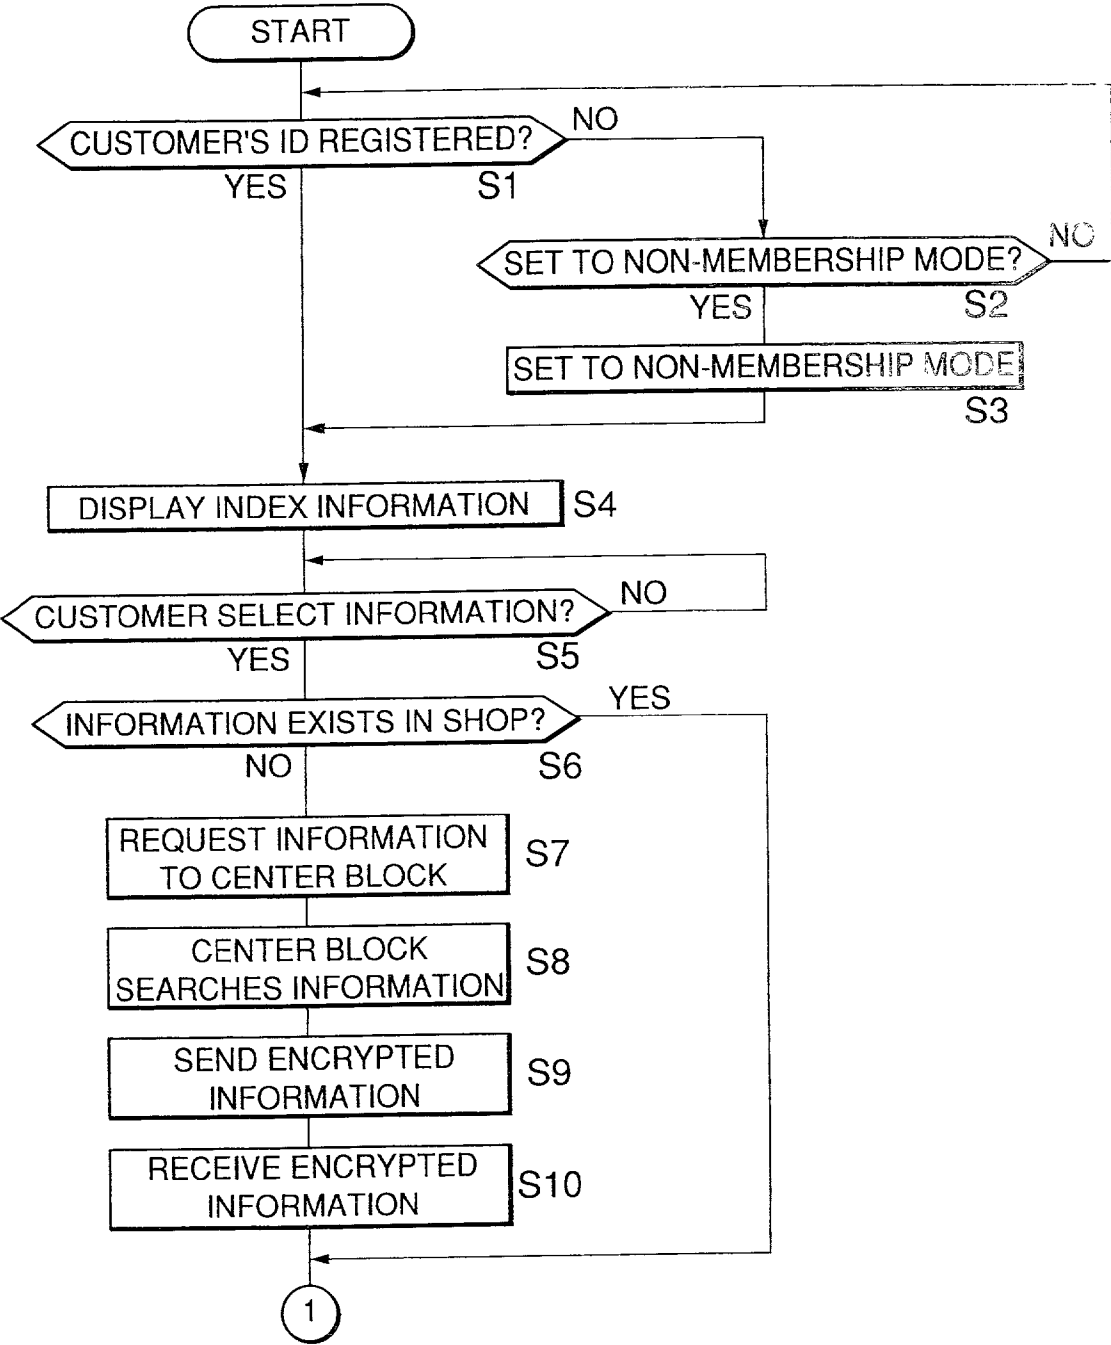 START
CUSTOMER'S ID REGISTERED?
NO
YES
S1
SET TO NON-MEMBERSHIP MODE?
NO
YES
S2
SET TO NON-MEMBERSHIP MODE
S3
DISPLAY INDEX INFORMATION
S4
CUSTOMER SELECT INFORMATION?
NO
YES
S5
INFORMATION EXISTS IN SHOP?
YES
NO
S6
REQUEST INFORMATION
TO CENTER BLOCK
S7
CENTER BLOCK
SEARCHES INFORMATION
S8
SEND ENCRYPTED
INFORMATION
S9
RECEIVE ENCRYPTED
INFORMATION
S10
1